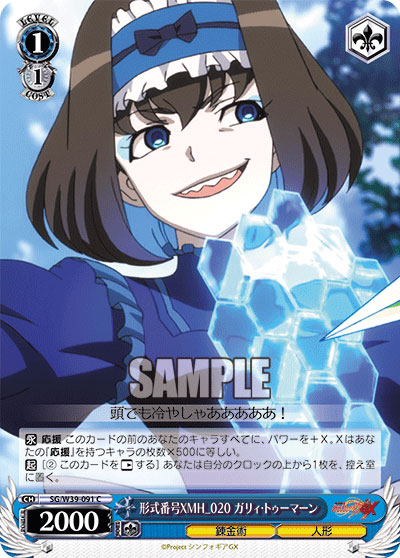 LEVEL
1
1
COST
SAMPLE
頭でも冷やしゃあああああ！
永 応援 このカードの前のあなたのキャラすべてに、パワーを＋X。Xはあな
たの「応援」を持つキャラの枚数×500に等しい。
起［② このカードを する］あなたは自分のクロックの上から1枚を、控え
室に置く。
CH SG/W39-091 C
形式番号XMH_020 ガリィ・トゥーマーン
2000
錬金術
人形
©Project シンフォギアGX